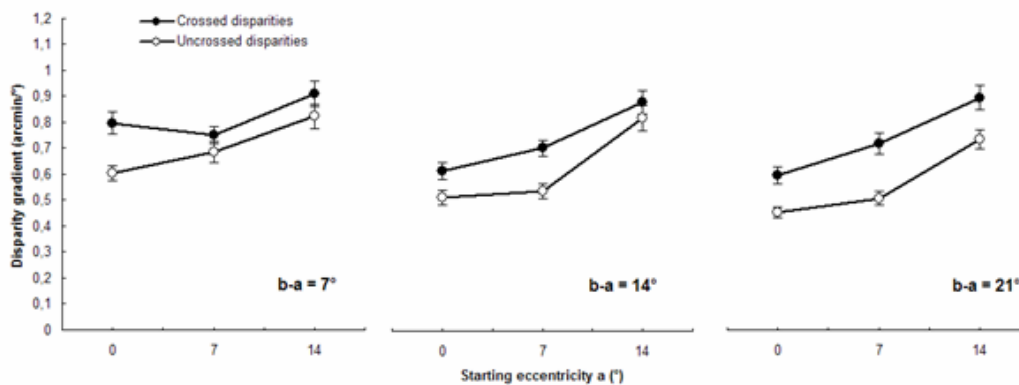 1,2
1,1
1
0,9
0,8
0,7
0,6
0,5
0,4
0,3
0,2
0,1
0
Disparity gradient (arcmin/°)
Crossed disparities
Uncrossed disparities
b-a = 7°
b-a = 14°
b-a = 21°
0 7 14 0 7 14 0 7 14
Starting eccentricity a (°)